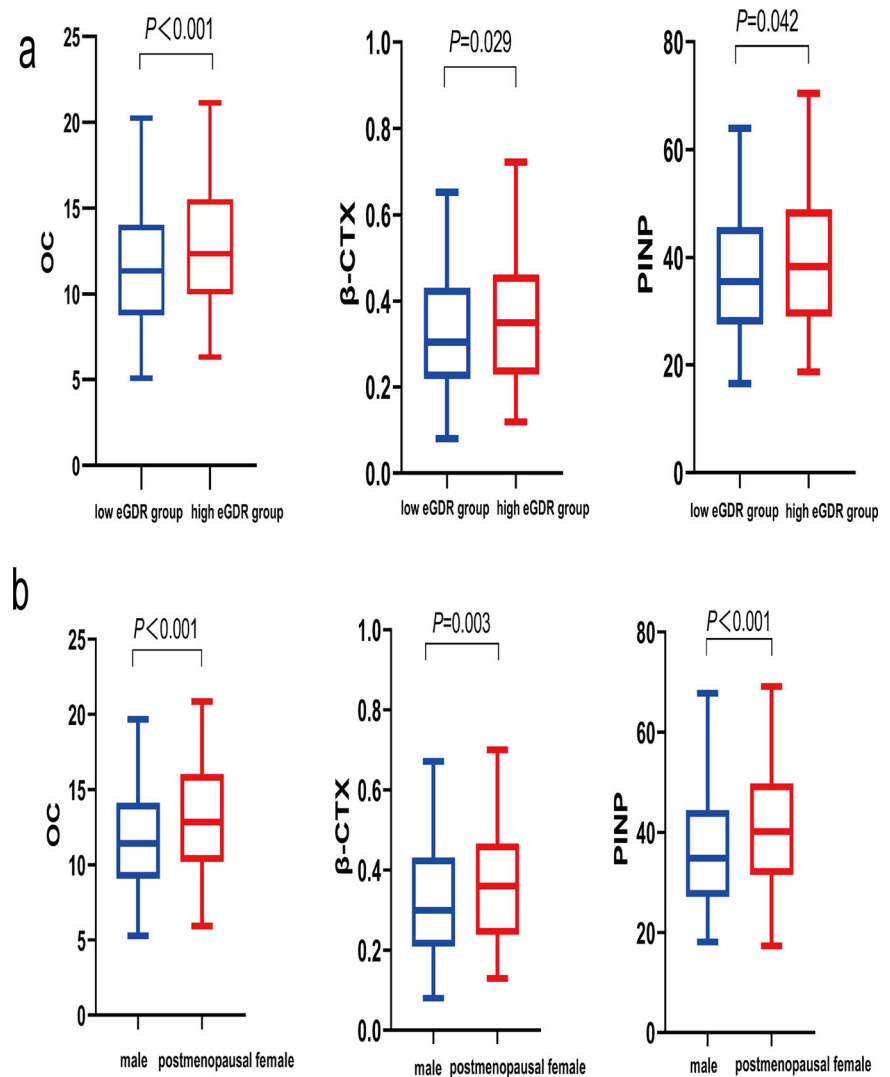 a
P<0.001
25
20
15
10
5
0
OC
low eGDR group high eGDR group
P=0.029
1.0
0.8
0.6
0.4
0.2
0.0
β-CTX
low eGDR group high eGDR group
P=0.042
80
60
40
20
0
PINP
low eGDR group high eGDR group
b
P<0.001
25
20
15
10
5
0
OC
male postmenopausal female
P=0.003
1.0
0.8
0.6
0.4
0.2
0.0
β-CTX
male postmenopausal female
P<0.001
80
60
40
20
0
PINP
male postmenopausal female